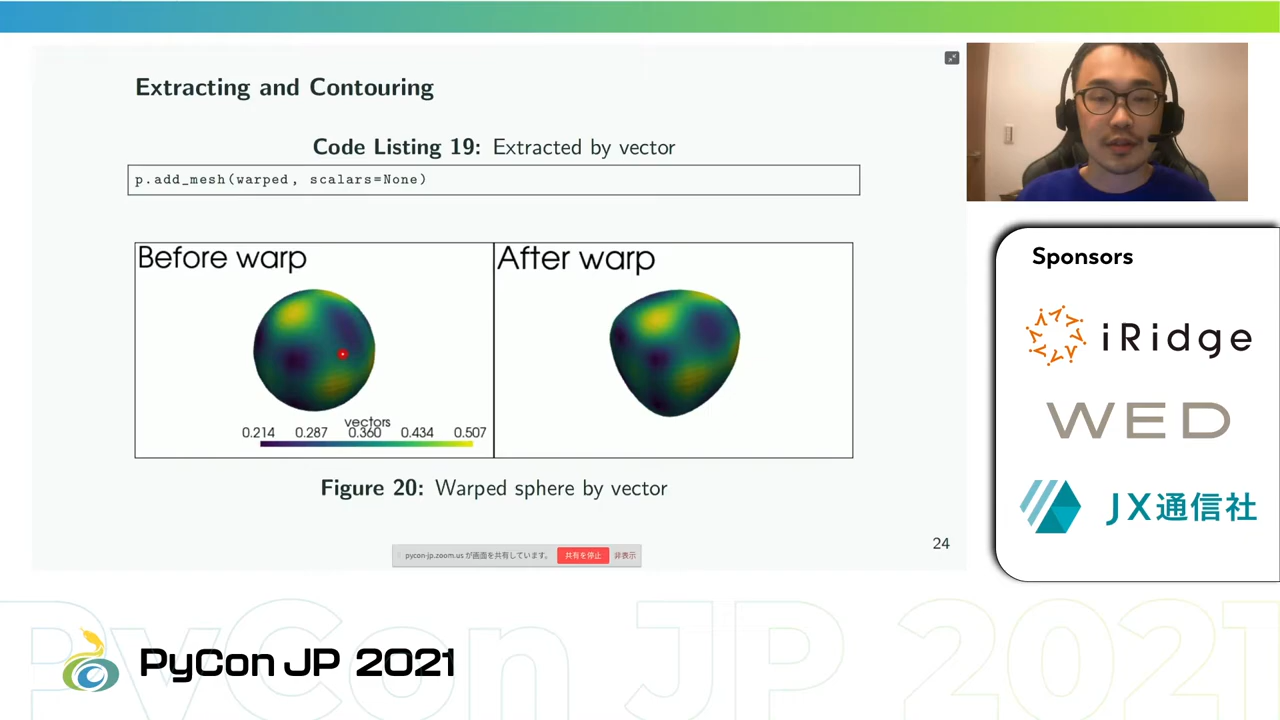 Extracting and Contouring
Code Listing 19: Extracted by vector
p.add_mesh(warped, scalars=None)
Before warp
After warp
vectors
0.214 0.287 0.360 0.434 0.507
Figure 20: Warped sphere by vector
24
pycon-jp.zoom.us が画面を共有しています。 共有を停止 非表示
Sponsors
iRidge
WED
JX通信社
PyCon JP 2021
PyCon JP 2021